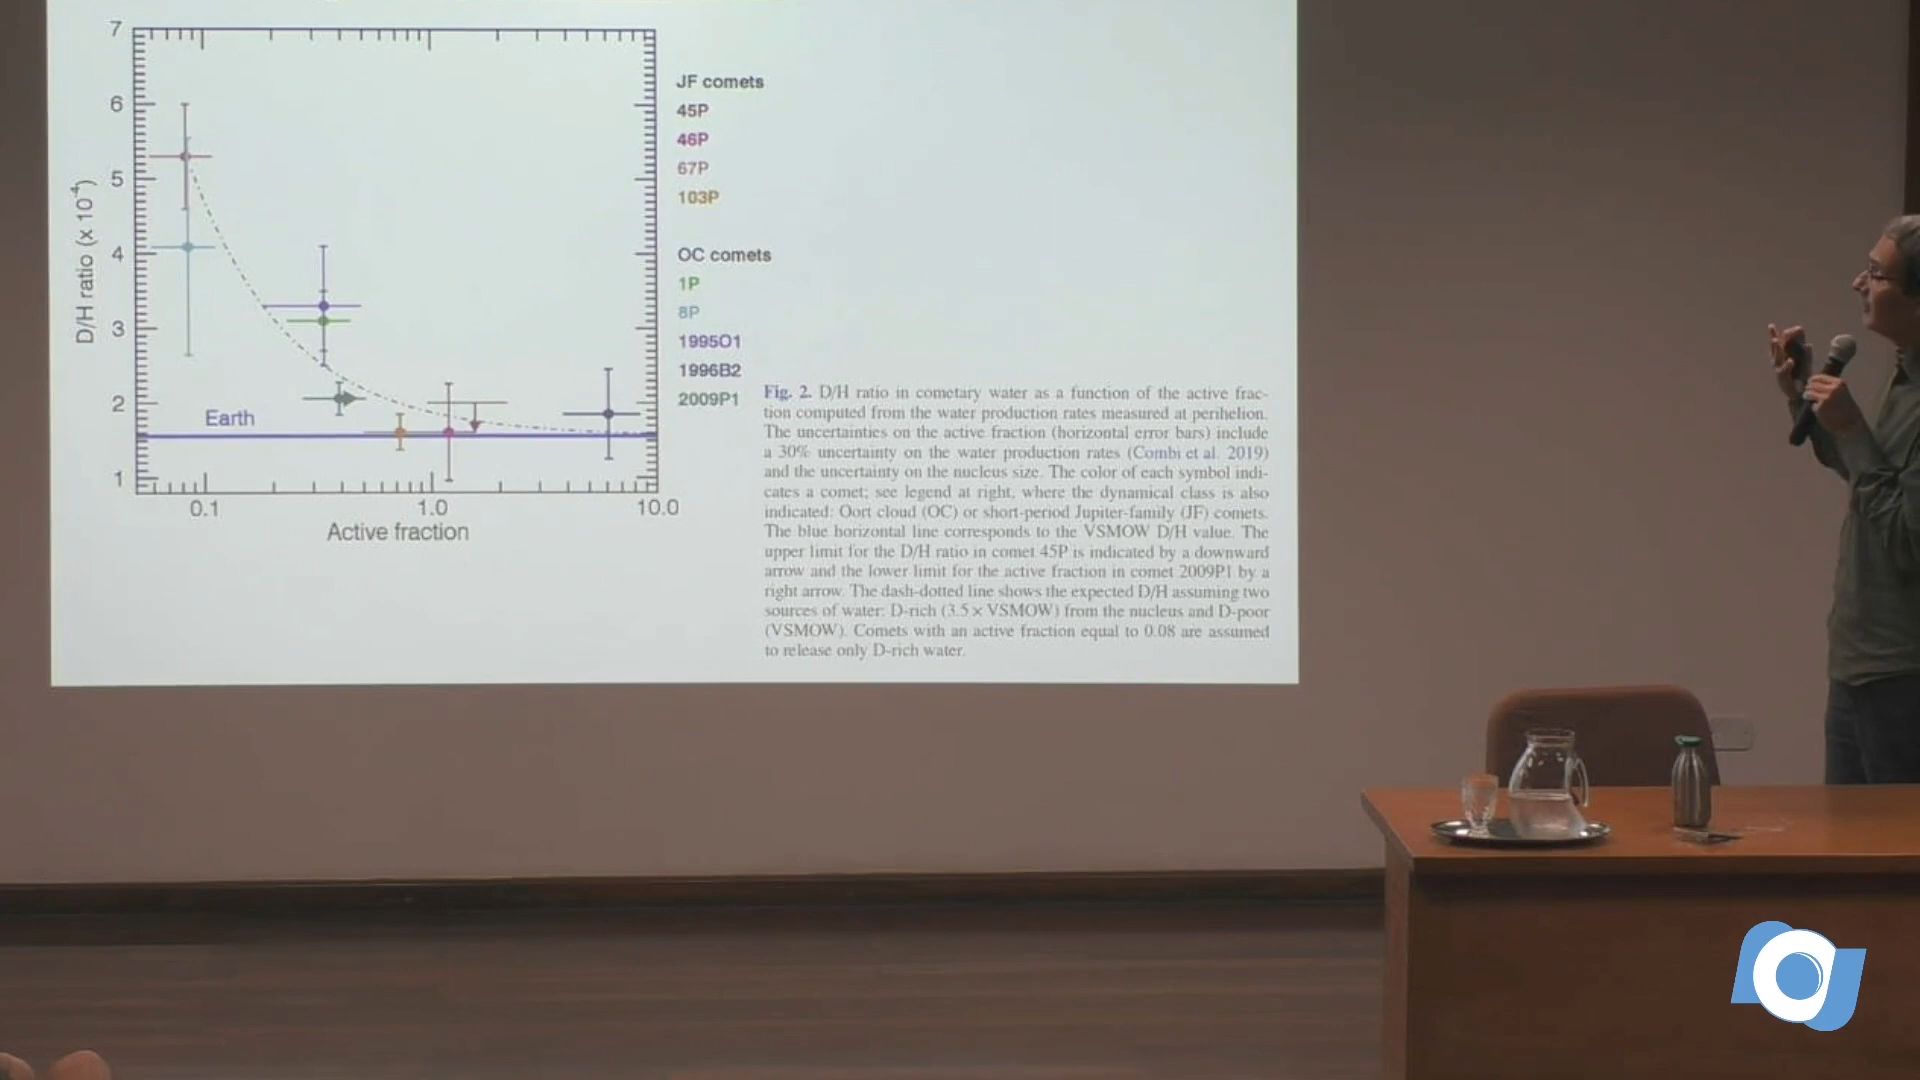 7
6
5
4
3
2
1
D/H ratio (x 10-4)
Earth
0.1
1.0
10.0
Active fraction
JF comets
45P
46P
67P
103P
OC comets
1P
8P
1995O1
1996B2
2009P1
Fig. 2. D/H ratio in cometary water as a function of the active frac-
tion computed from the water production rates measured at perihelion.
The uncertainties on the active fraction (horizontal error bars) include
a 30% uncertainty on the water production rates (Combi et al. 2019)
and the uncertainty on the nucleus size. The color of each symbol indi-
cates a comet; see legend at right, where the dynamical class is also
indicated: Oort cloud (OC) or short-period Jupiter-family (JF) comets.
The blue horizontal line corresponds to the VSMOW D/H value. The
upper limit for the D/H ratio in comet 45P is indicated by a downward
arrow and the lower limit for the active fraction in comet 2009P1 by a
right arrow. The dash-dotted line shows the expected D/H assuming two
sources of water: D-rich (3.5 × VSMOW) from the nucleus and D-poor
(VSMOW). Comets with an active fraction equal to 0.08 are assumed
to release only D-rich water.